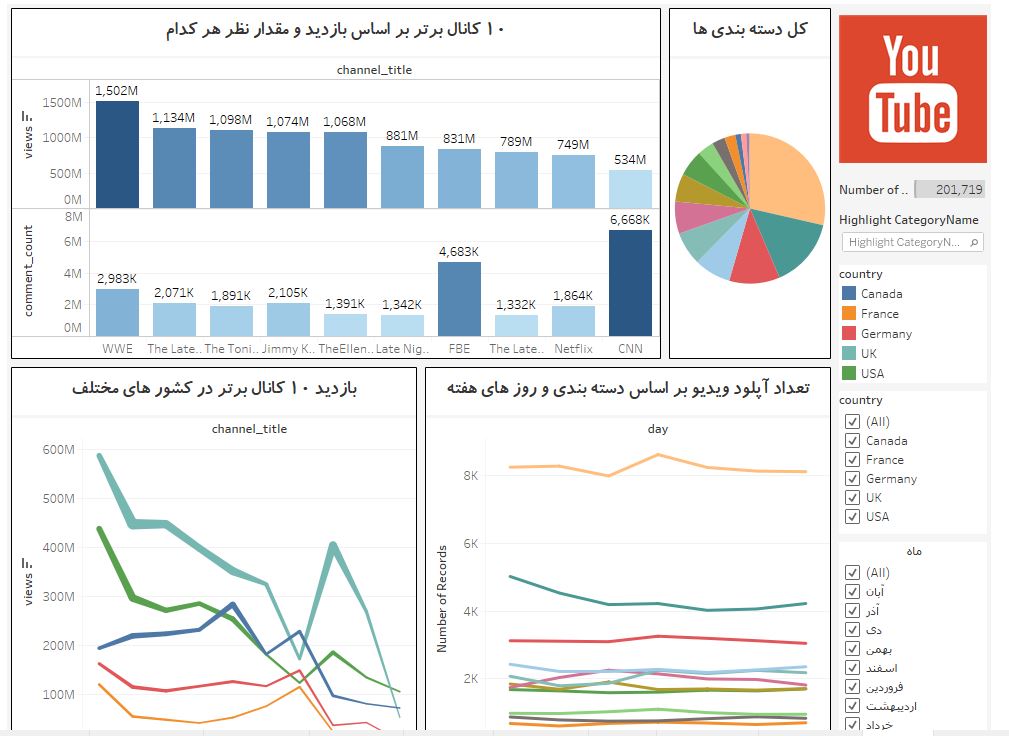 ۱۰ کانال برتر بر اساس بازدید و مقدار نظر هر کدام
channel_title
views
1500M
1000M
500M
0M
1,502M
1,134M
1,098M
1,074M
1,068M
881M
831M
789M
749M
534M
comment_count
8M
6M
4M
2M
0M
2,983K
2,071K
1,891K
2,105K
1,391K
1,342K
4,683K
1,332K
1,864K
6,668K
WWE
The Late..
The Toni..
Jimmy K..
TheEllen..
Late Nig..
FBE
The Late..
Netflix
CNN
کل دسته بندی ها
You
Tube
Number of ..
201,719
Highlight CategoryName
Highlight CategoryN...
country
Canada
France
Germany
UK
USA
country
(All)
Canada
France
Germany
UK
USA
ماه
(All)
آبان
آذر
دی
بهمن
اسفند
فروردین
اردیبهشت
خرداد
بازدید ۱۰ کانال برتر در کشور های مختلف
channel_title
views
600M
500M
400M
300M
200M
100M
تعداد آپلود ویدیو بر اساس دسته بندی و روز های هفته
day
Number of Records
8K
6K
4K
2K